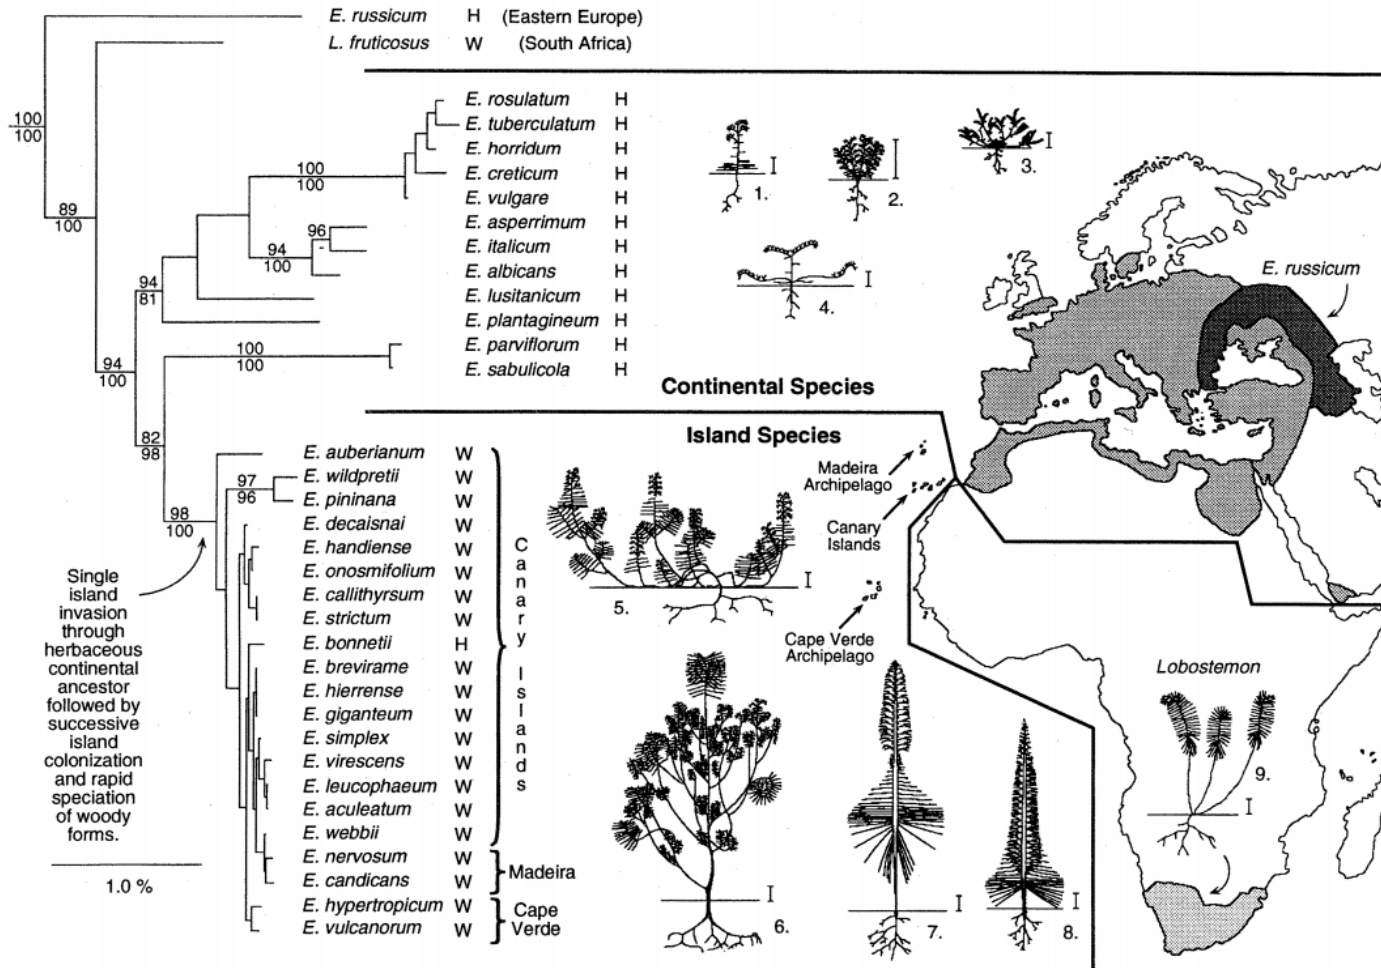 E. russicum H (Eastern Europe)
L. fruticosus W (South Africa)
100
100
89
100
E. rosulatum H
E. tuberculatum H
E. horridum H
100
100
E. creticum H
E. vulgare H
E. asperrimum H
96
-
E. italicum H
94
100
E. albicans H
94
81
E. lusitanicum H
E. plantagineum H
100
100
E. parviflorum H
E. sabulicola H
94
100
1.
2.
3.
4.
E. russicum
Continental Species
Island Species
82
98
E. auberianum W
97
96
E. wildpretii W
E. pininana W
98
100
E. decaisnai W
E. handiense W
E. onosmifolium W
E. callithyrsum W
E. strictum W
E. bonnetii H
E. brevirame W
E. hierrense W
E. giganteum W
E. simplex W
E. virescens W
E. leucophaeum W
E. aculeatum W
E. webbii W
E. nervosum W
E. candicans W
E. hypertropicum W
E. vulcanorum W
Canary Islands
Madeira
Cape
Verde
Single
island
invasion
through
herbaceous
continental
ancestor
followed by
successive
island
colonization
and rapid
speciation
of woody
forms.
1.0 %
5.
6.
7.
8.
9.
Madeira
Archipelago
Canary
Islands
Cape Verde
Archipelago
Lobostemon